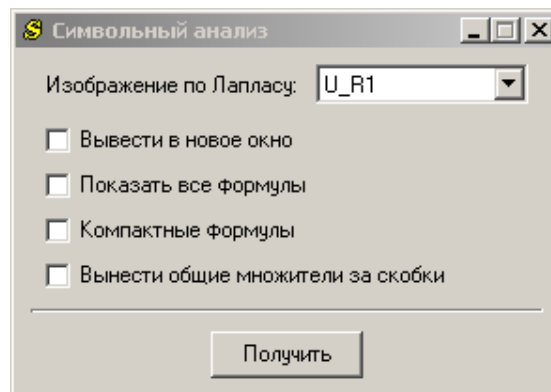 Символьный анализ
Изображение по Лапласу: U_R1
Вывести в новое окно
Показать все формулы
Компактные формулы
Вынести общие множители за скобки
Получить